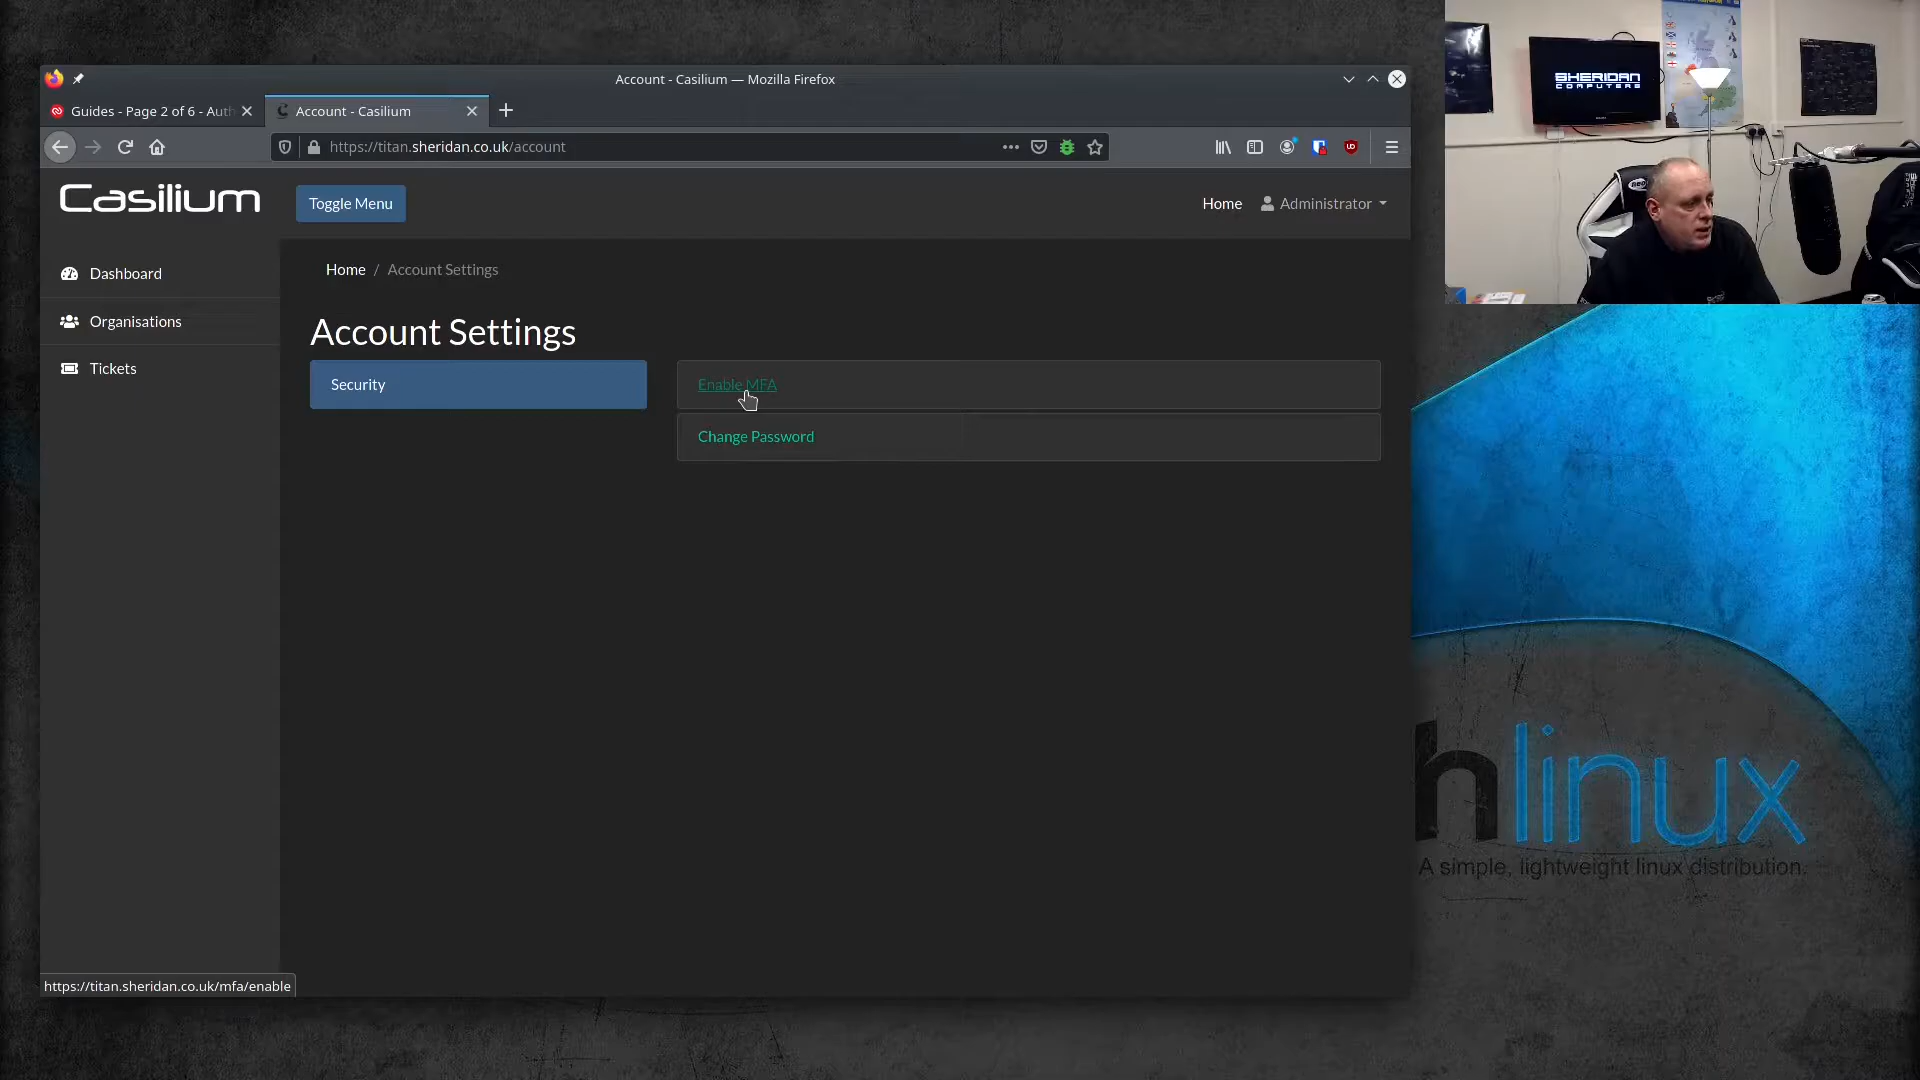 Account - Casilium — Mozilla Firefox
Guides - Page 2 of 6 - Auth
Account - Casilium
https://titan.sheridan.co.uk/account
Casilium
Toggle Menu
Home
Administrator
Dashboard
Organisations
Tickets
Home / Account Settings
Account Settings
Security
Enable MFA
Change Password
https://titan.sheridan.co.uk/mfa/enable
SHERIDAN
COMPUTERS
hlinux
A simple, lightweight linux distribution.